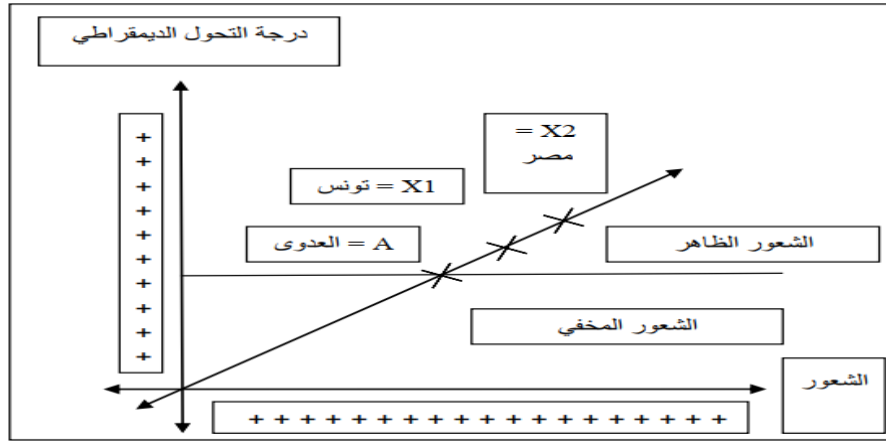 درجة التحول الديمقراطي
X2 =
مصر
X1 = تونس
A = العدوى
الشعور الظاهر
الشعور المخفي
الشعور
+
+
+
+
+
+
+
+
+
+
+ + + + + + + + + + + + + + + + + + +